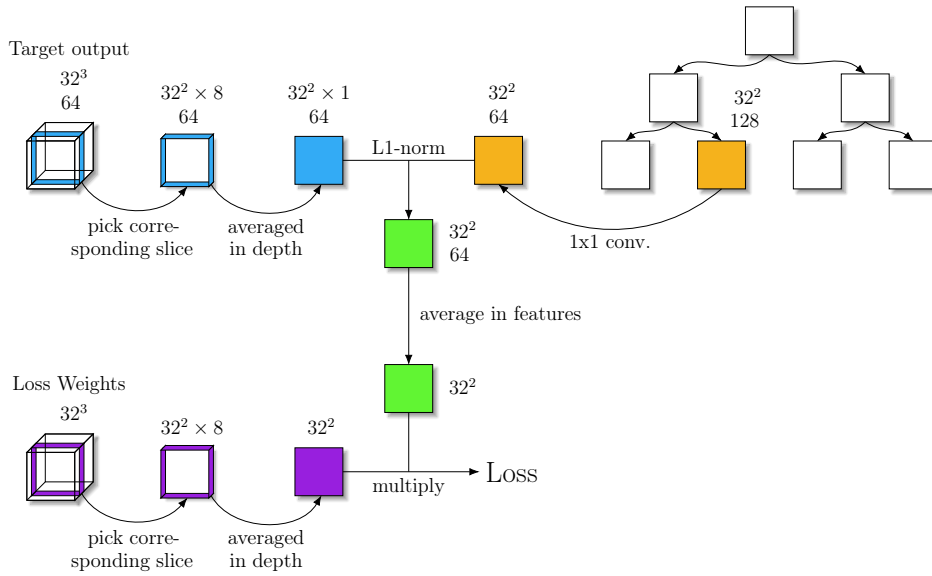 Target output
32³
64
32² × 8
64
32² × 1
64
L1-norm
32²
64
32²
128
pick corre-
sponding slice
averaged
in depth
1x1 conv.
32²
64
average in features
32²
Loss Weights
32³
32² × 8
32²
multiply
Loss
pick corre-
sponding slice
averaged
in depth